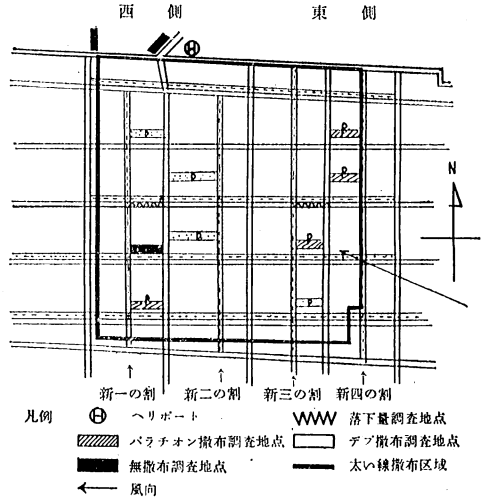 西側 東側
H
P
D
P
D
D
P
P
D
N
新一の割 新二の割 新三の割 新四の割
凡例
H ヘリポート
落下量調査地点
パラチオン撒布調査地点
デプ撒布調査地点
無撒布調査地点
太い線撒布区域
風向